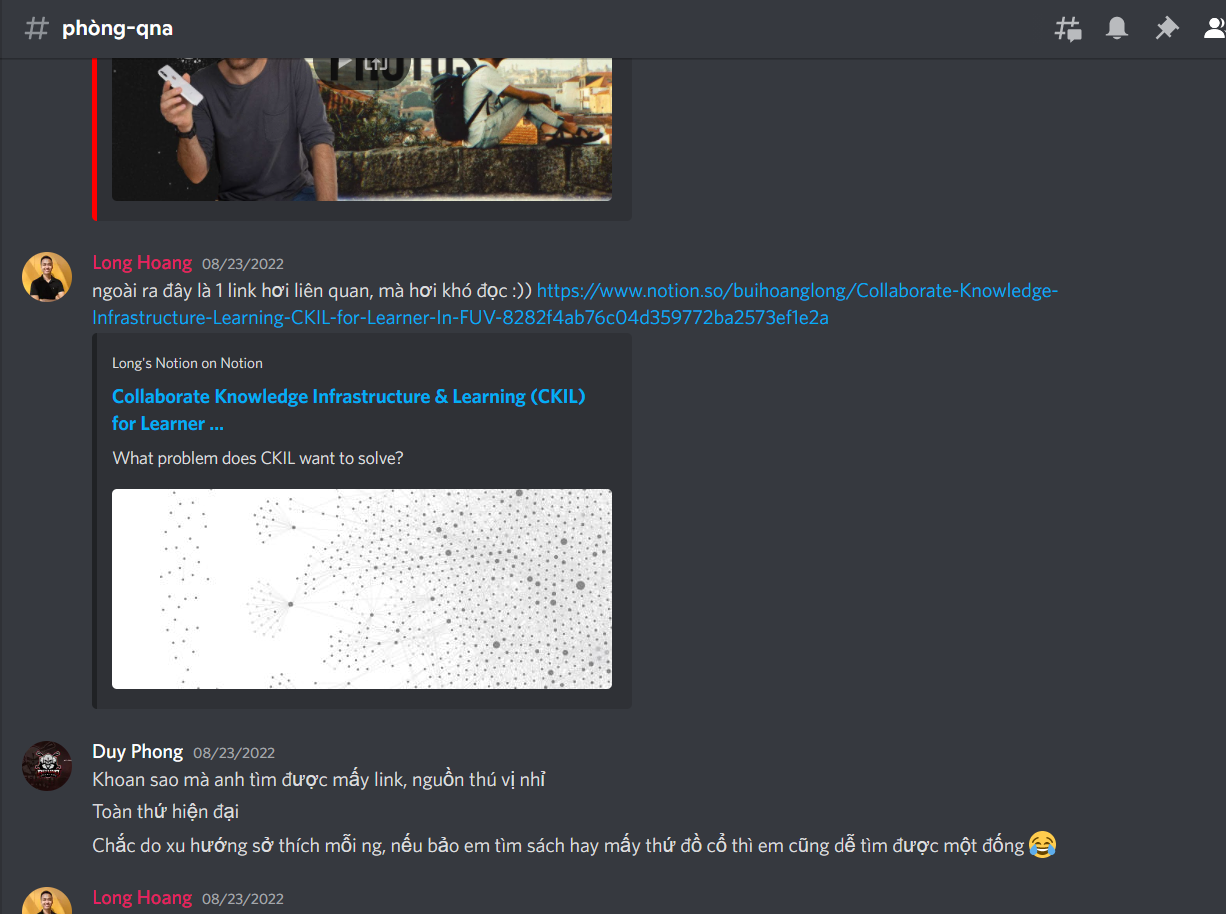 # phòng-qna
PHOTOS
Long Hoang 08/23/2022
ngoài ra đây là 1 link hơi liên quan, mà hơi khó đọc :)) https://www.notion.so/buihoanglong/Collaborate-Knowledge-
Infrastructure-Learning-CKIL-for-Learner-In-FUV-8282f4ab76c04d359772ba2573ef1e2a
Long's Notion on Notion
Collaborate Knowledge Infrastructure & Learning (CKIL)
for Learner ...
What problem does CKIL want to solve?
Duy Phong 08/23/2022
Khoan sao mà anh tìm được mấy link, nguồn thú vị nhỉ
Toàn thứ hiện đại
Chắc do xu hướng sở thích mỗi ng, nếu bảo em tìm sách hay mấy thứ đồ cổ thì em cũng dễ tìm được một đống 😂
Long Hoang 08/23/2022